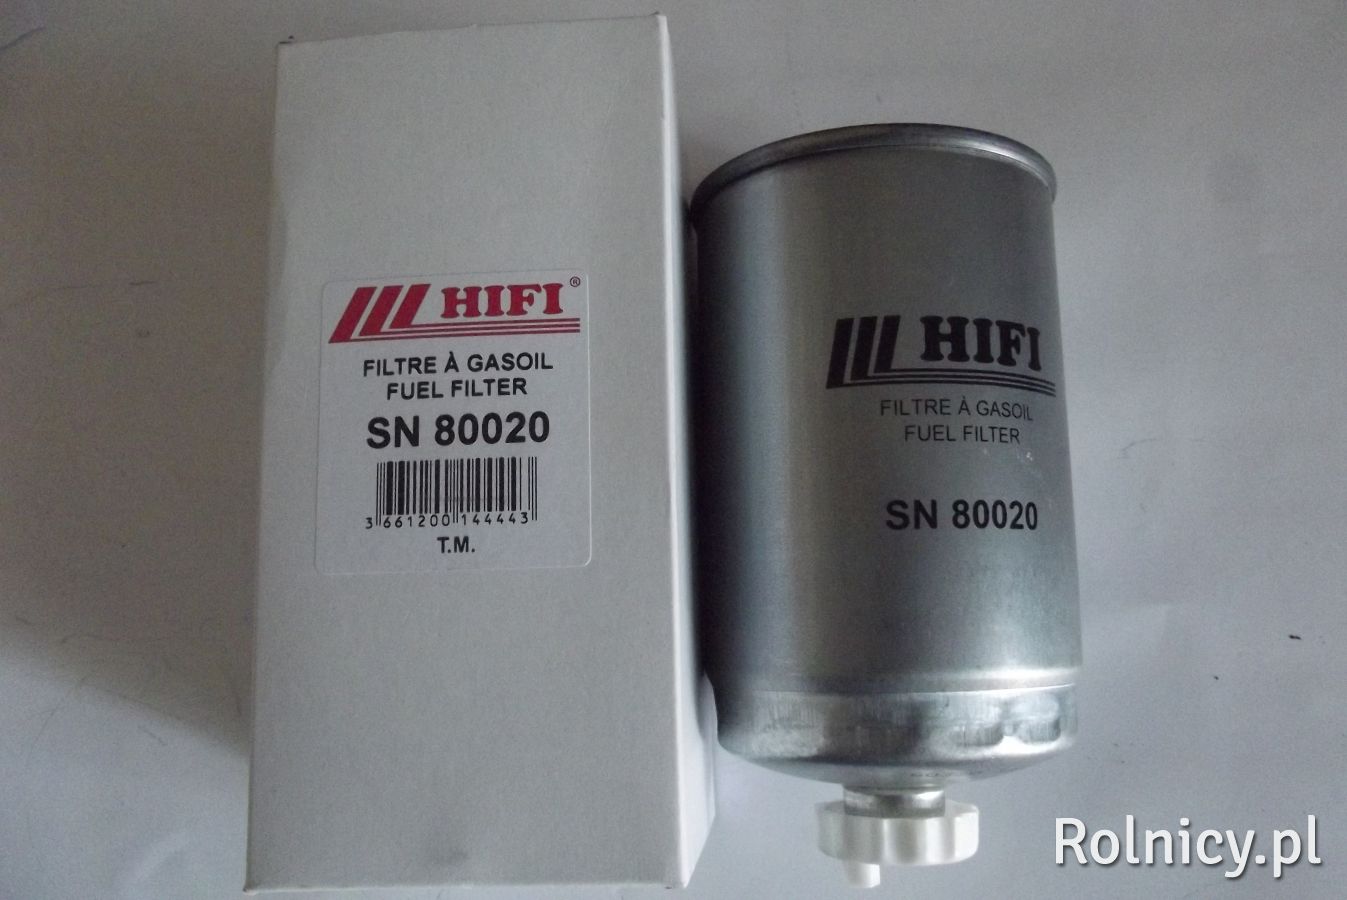 HIFI®
FILTRE À GASOIL
FUEL FILTER
SN 80020
3 661200 144443
T.M.
HIFI
FILTRE À GASOIL
FUEL FILTER
SN 80020
Rolnicy.pl